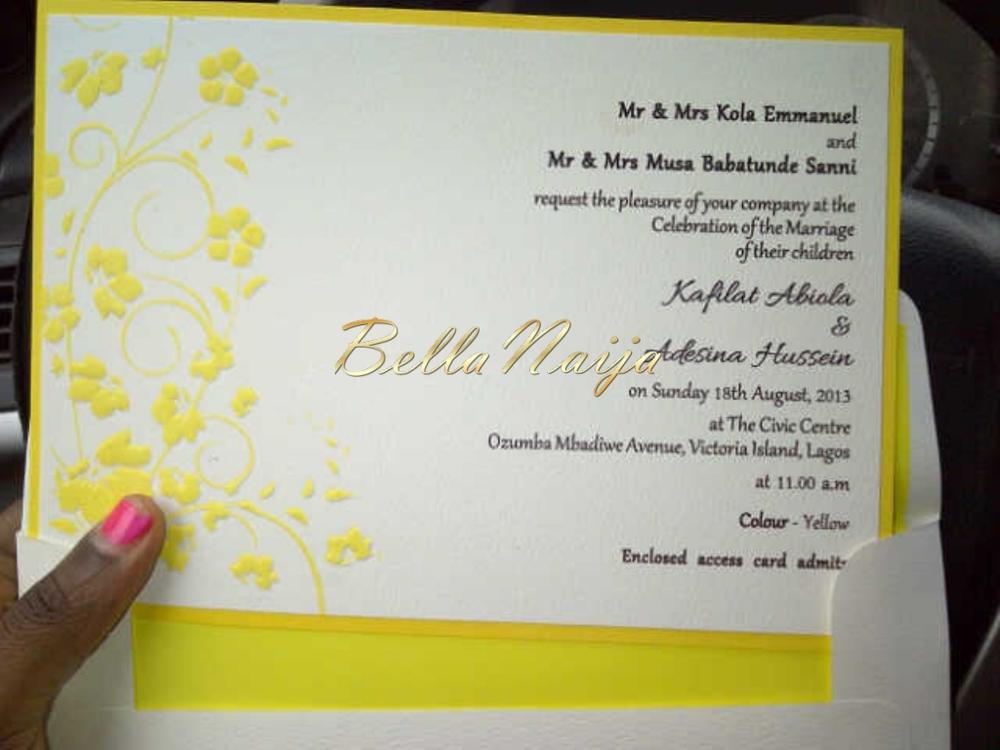 Mr & Mrs Kola Emmanuel
and
Mr & Mrs Musa Babatunde Sanni
request the pleasure of your company at the
Celebration of the Marriage
of their children
Kafilat Abiola
&
Adesina Hussein
BellaNaija
on Sunday 18th August, 2013
at The Civic Centre
Ozumba Mbadiwe Avenue, Victoria Island, Lagos
at 11.00 a.m
Colour - Yellow
Enclosed access card admit